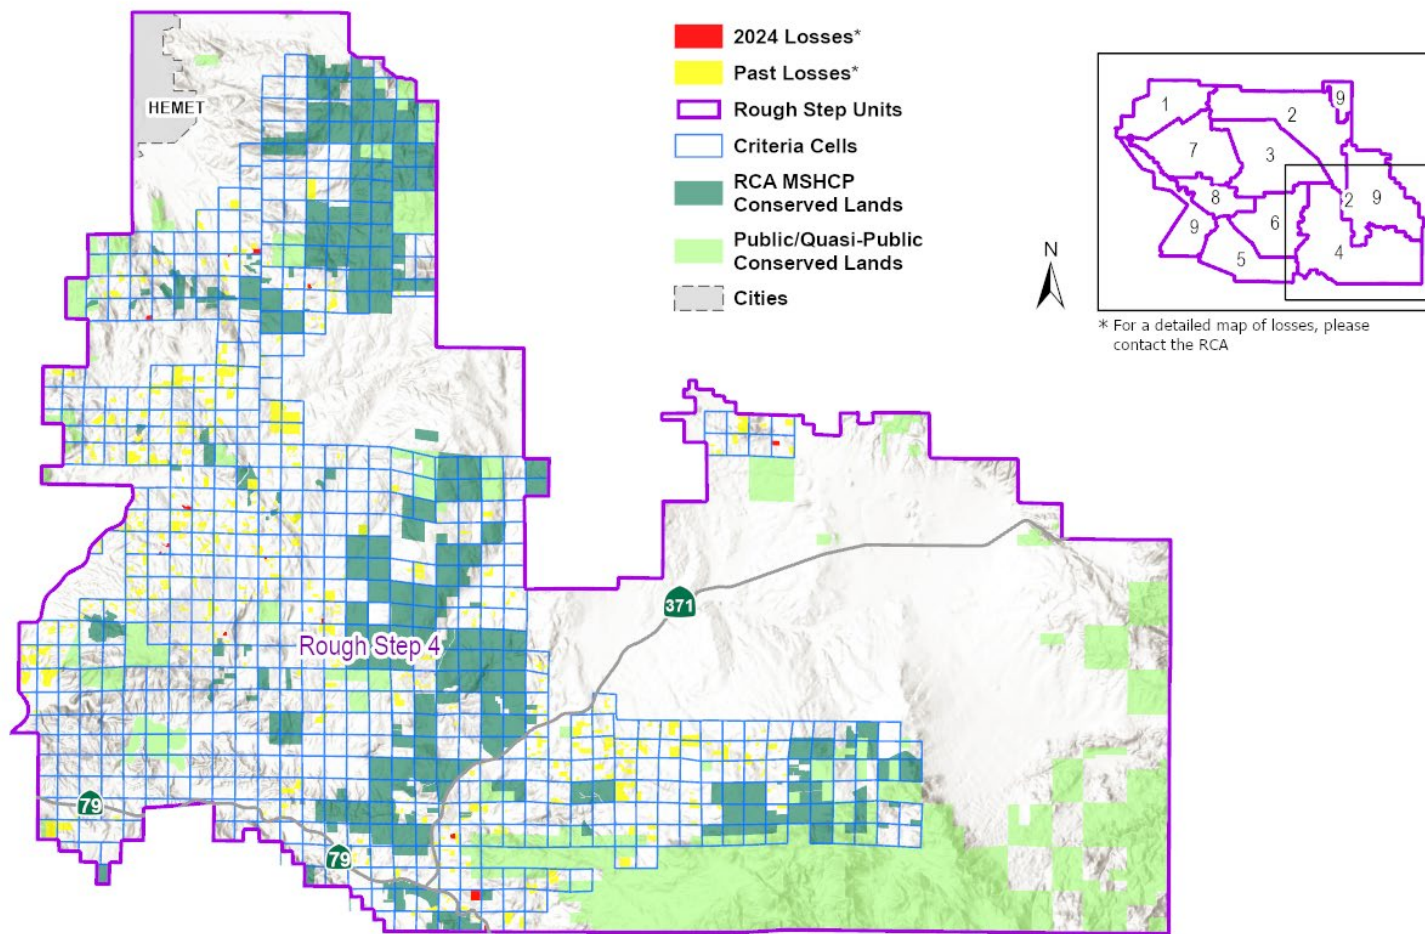 2024 Losses*
Past Losses*
Rough Step Units
Criteria Cells
RCA MSHCP
Conserved Lands
Public/Quasi-Public
Conserved Lands
Cities
HEMET
N
1
2
9
7
3
8
2
9
9
6
4
5
* For a detailed map of losses, please
contact the RCA
371
Rough Step 4
79
79